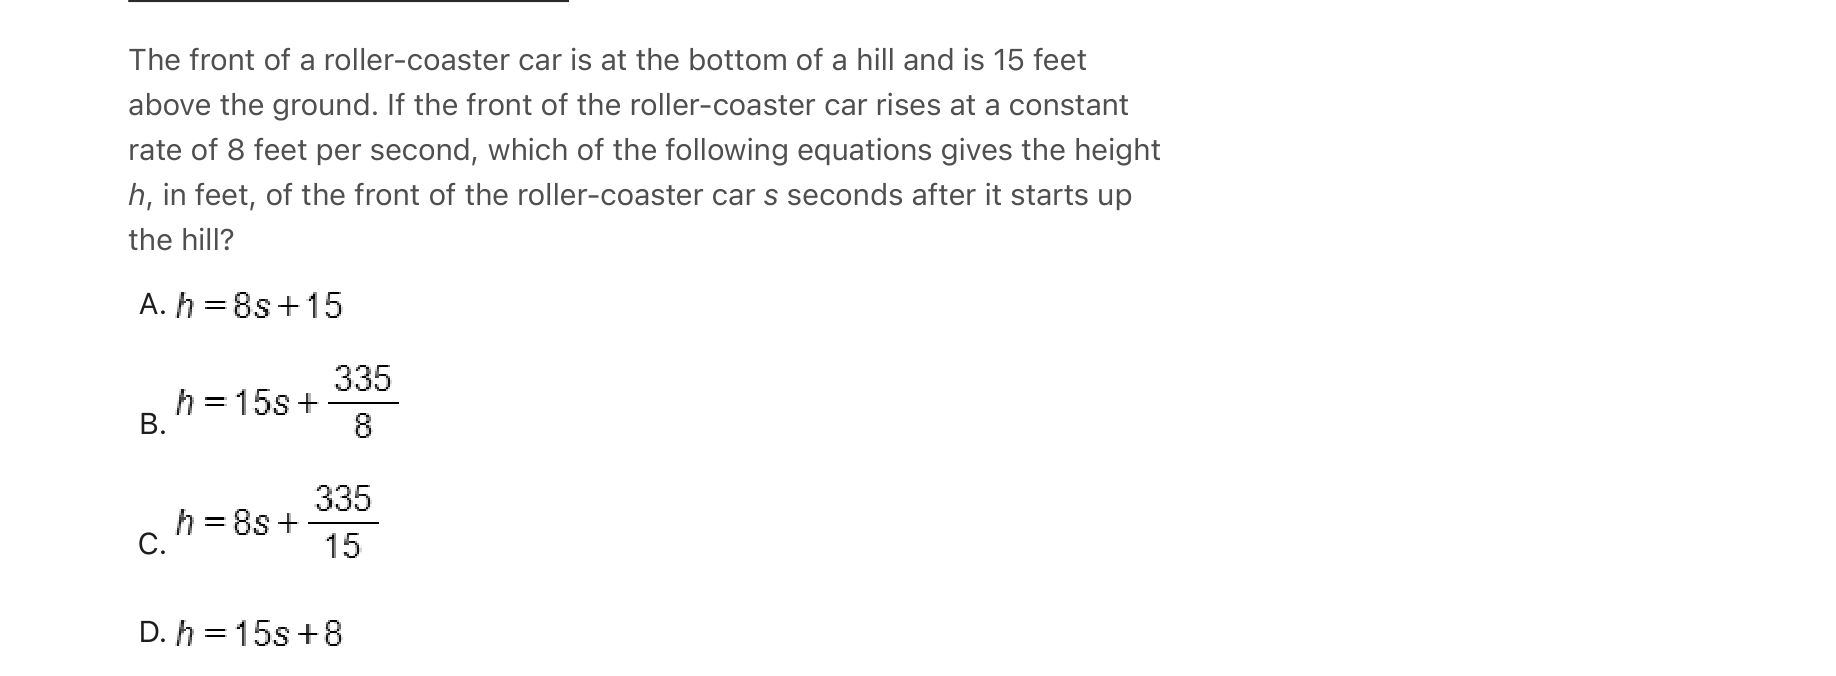 The front of a roller-coaster car is at the bottom of a hill and is 15 feet
above the ground. If the front of the roller-coaster car rises at a constant
rate of 8 feet per second, which of the following equations gives the height
h, in feet, of the front of the roller-coaster car s seconds after it starts up
the hill?
A. h = 8s + 15
B. h = 15s + 335/8
C. h = 8s + 335/15
D. h = 15s + 8